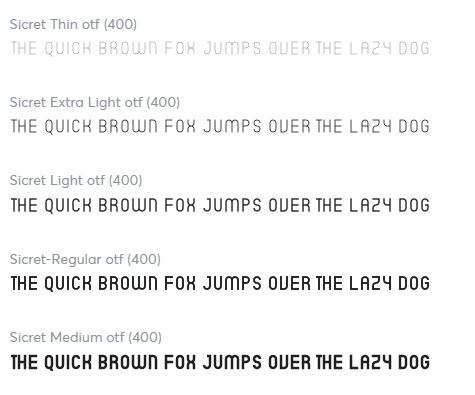 Sicret Thin otf (400)
THE QUICK BROWN FOX JUMPS OVER THE LAZY DOG
Sicret Extra Light otf (400)
THE QUICK BROWN FOX JUMPS OVER THE LAZY DOG
Sicret Light otf (400)
THE QUICK BROWN FOX JUMPS OVER THE LAZY DOG
Sicret-Regular otf (400)
THE QUICK BROWN FOX JUMPS OVER THE LAZY DOG
Sicret Medium otf (400)
THE QUICK BROWN FOX JUMPS OVER THE LAZY DOG